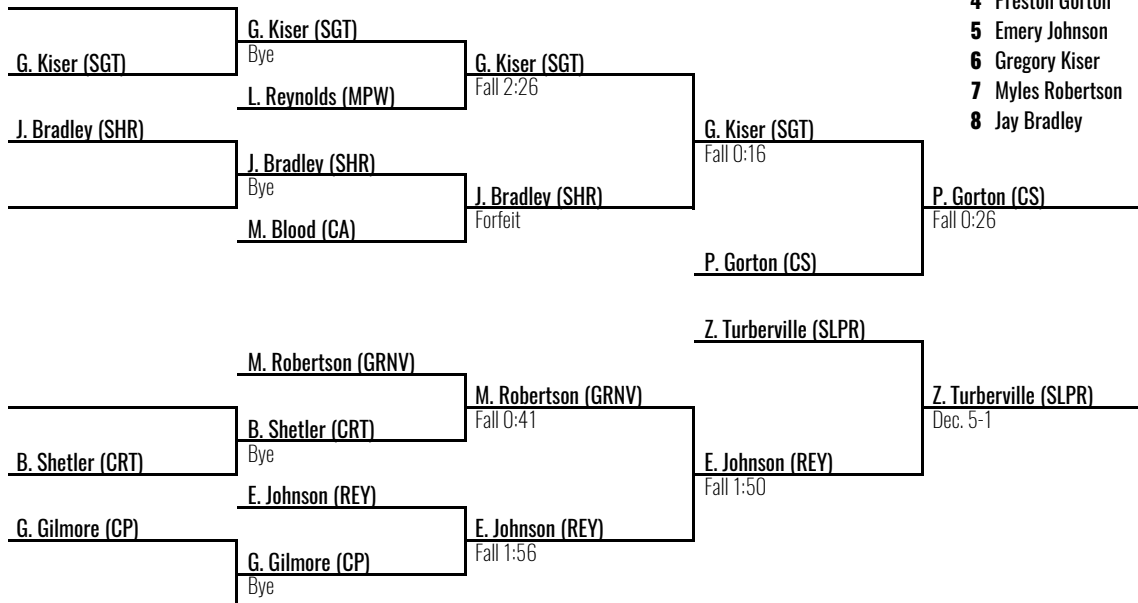 4 Preston Gorton
5 Emery Johnson
6 Gregory Kiser
7 Myles Robertson
8 Jay Bradley
G. Kiser (SGT)
Bye
G. Kiser (SGT)
G. Kiser (SGT)
Fall 2:26
L. Reynolds (MPW)
J. Bradley (SHR)
G. Kiser (SGT)
Fall 0:16
J. Bradley (SHR)
Bye
J. Bradley (SHR)
Forfeit
P. Gorton (CS)
Fall 0:26
M. Blood (CA)
P. Gorton (CS)
Z. Turberville (SLPR)
M. Robertson (GRNV)
M. Robertson (GRNV)
Fall 0:41
Z. Turberville (SLPR)
Dec. 5-1
B. Shetler (CRT)
Bye
B. Shetler (CRT)
E. Johnson (REY)
Fall 1:50
E. Johnson (REY)
G. Gilmore (CP)
E. Johnson (REY)
Fall 1:56
G. Gilmore (CP)
Bye